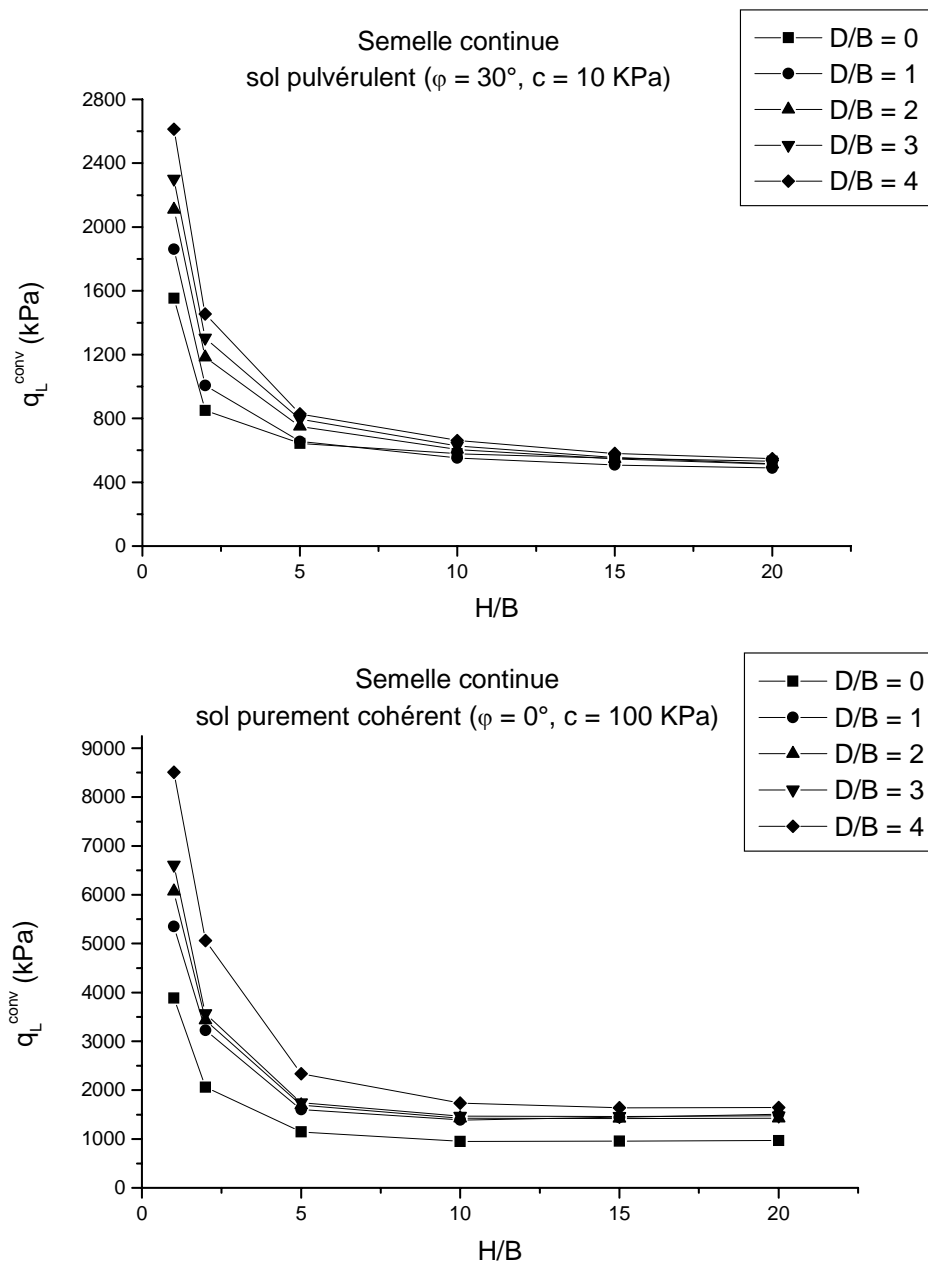 Semelle continue
sol pulvérulent (φ = 30°, c = 10 KPa)
D/B = 0
D/B = 1
D/B = 2
D/B = 3
D/B = 4
2800
2400
2000
1600
1200
800
400
0
q_L^conv (kPa)
0 5 10 15 20
H/B
Semelle continue
sol purement cohérent (φ = 0°, c = 100 KPa)
D/B = 0
D/B = 1
D/B = 2
D/B = 3
D/B = 4
9000
8000
7000
6000
5000
4000
3000
2000
1000
0
q_L^conv (kPa)
0 5 10 15 20
H/B